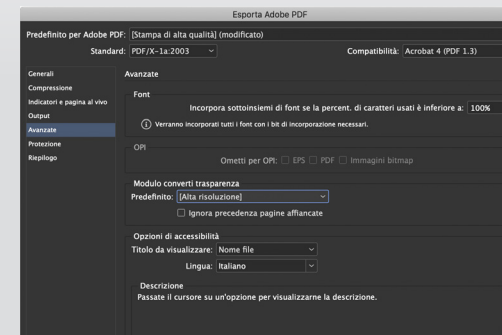 Esporta Adobe PDF
Predefinito per Adobe PDF: [Stampa di alta qualità] (modificato)
Standard: PDF/X-1a:2003 Compatibilità: Acrobat 4 (PDF 1.3)
Generali
Compressione
Indicatori e pagina al vivo
Output
Avanzate
Protezione
Riepilogo
Avanzate
Font
Incorpora sottoinsiemi di font se la percent. di caratteri usati è inferiore a: 100%
Verranno incorporati tutti i font con i bit di incorporazione necessari.
OPI
Ometti per OPI: EPS PDF Immagini bitmap
Modulo converti trasparenza
Predefinito: [Alta risoluzione]
Ignora precedenza pagine affiancate
Opzioni di accessibilità
Titolo da visualizzare: Nome file
Lingua: Italiano
Descrizione
Passate il cursore su un'opzione per visualizzarne la descrizione.